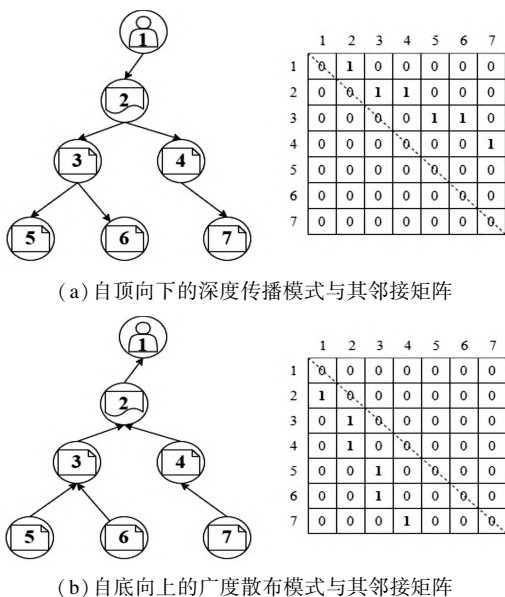 1
2
3 4
5 6 7
1 2 3 4 5 6 7
1 0 1 0 0 0 0 0
2 0 0 1 1 0 0 0
3 0 0 0 0 1 1 0
4 0 0 0 0 0 0 1
5 0 0 0 0 0 0 0
6 0 0 0 0 0 0 0
7 0 0 0 0 0 0 0
(a)自顶向下的深度传播模式与其邻接矩阵
1
2
3 4
5 6 7
1 2 3 4 5 6 7
1 0 0 0 0 0 0 0
2 1 0 0 0 0 0 0
3 0 1 0 0 0 0 0
4 0 1 0 0 0 0 0
5 0 0 1 0 0 0 0
6 0 0 1 0 0 0 0
7 0 0 0 1 0 0 0
(b)自底向上的广度散布模式与其邻接矩阵